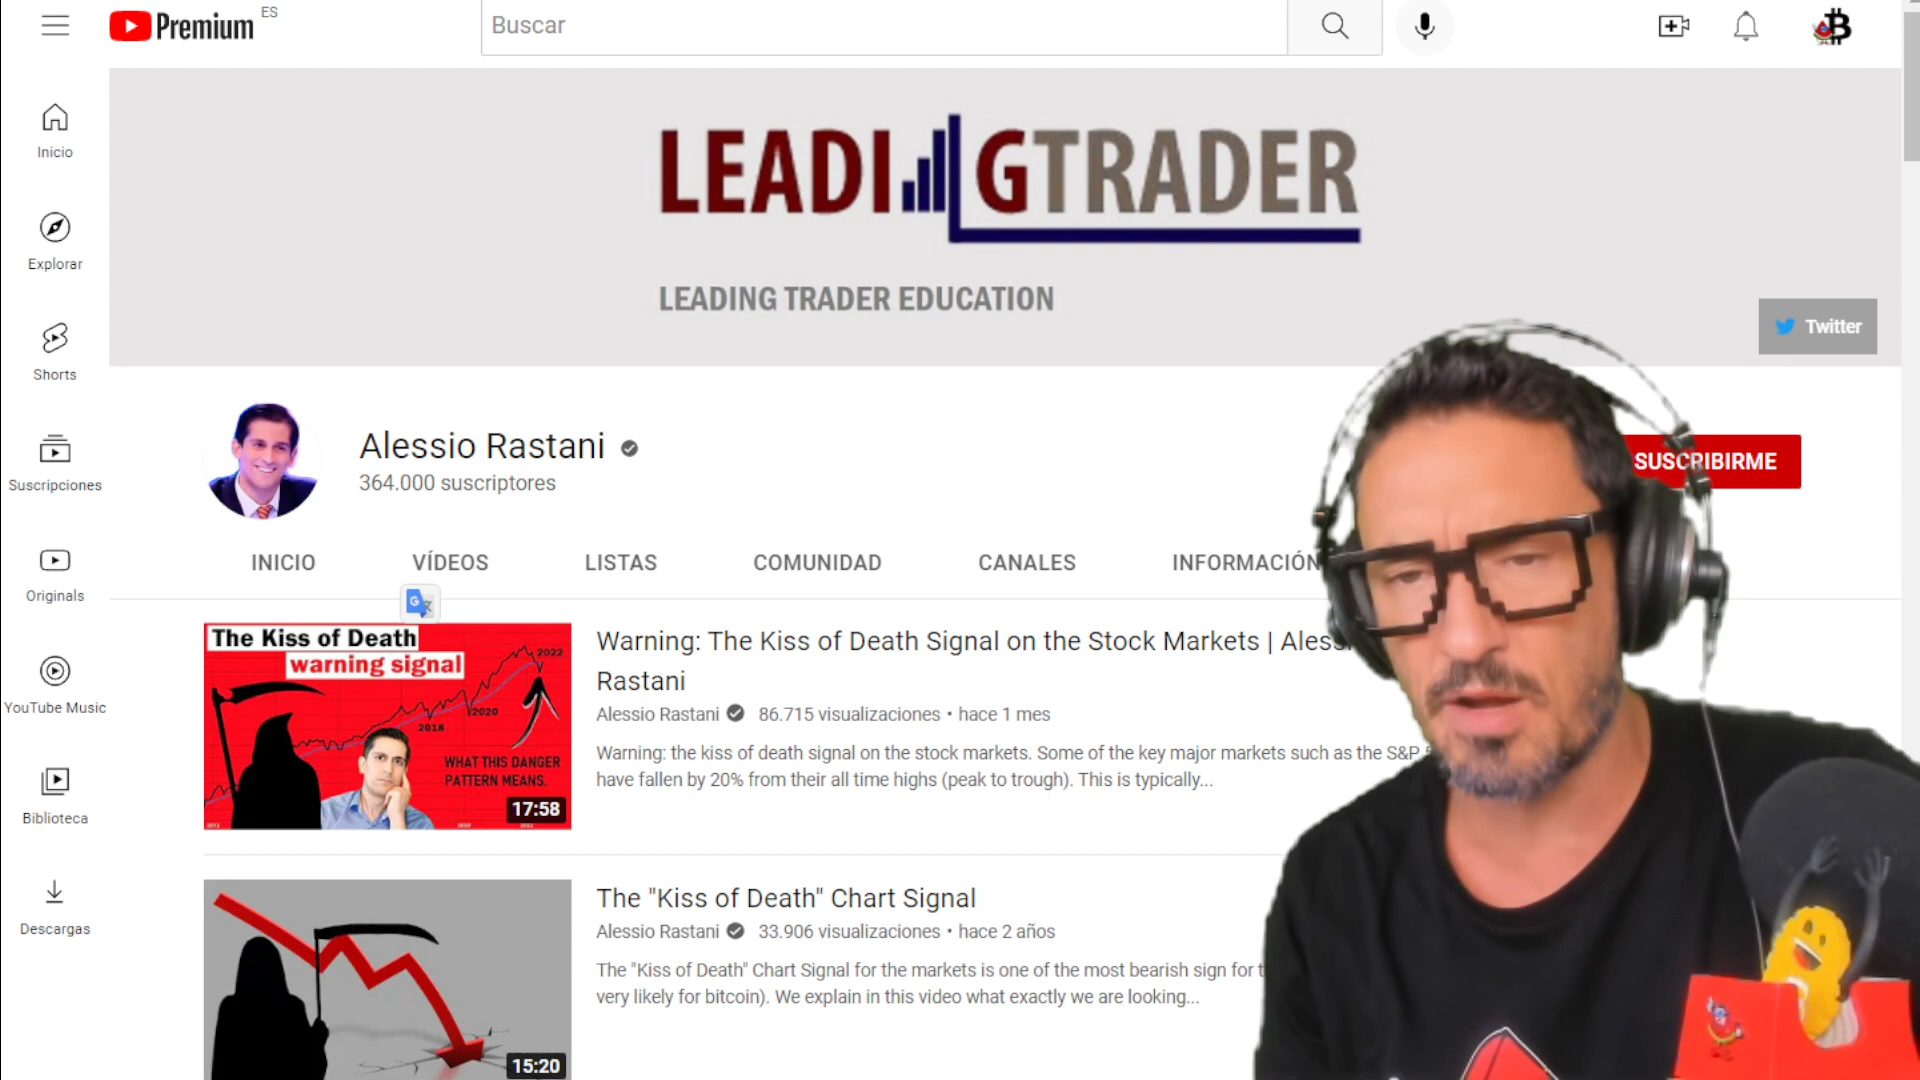 Premium ES
Buscar
Inicio
Explorar
Shorts
Suscripciones
Originals
YouTube Music
Biblioteca
Descargas
LEADINGTRADER
LEADING TRADER EDUCATION
Twitter
Alessio Rastani
364.000 suscriptores
SUSCRIBIRME
INICIO VÍDEOS LISTAS COMUNIDAD CANALES INFORMACIÓN
The Kiss of Death
warning signal
2022
2020
2018
WHAT THIS DANGER
PATTERN MEANS.
17:58
Warning: The Kiss of Death Signal on the Stock Markets | Aless
Rastani
Alessio Rastani 86.715 visualizaciones • hace 1 mes
Warning: the kiss of death signal on the stock markets. Some of the key major markets such as the S&P
have fallen by 20% from their all time highs (peak to trough). This is typically...
15:20
The "Kiss of Death" Chart Signal
Alessio Rastani 33.906 visualizaciones • hace 2 años
The "Kiss of Death" Chart Signal for the markets is one of the most bearish sign for
very likely for bitcoin). We explain in this video what exactly we are looking...